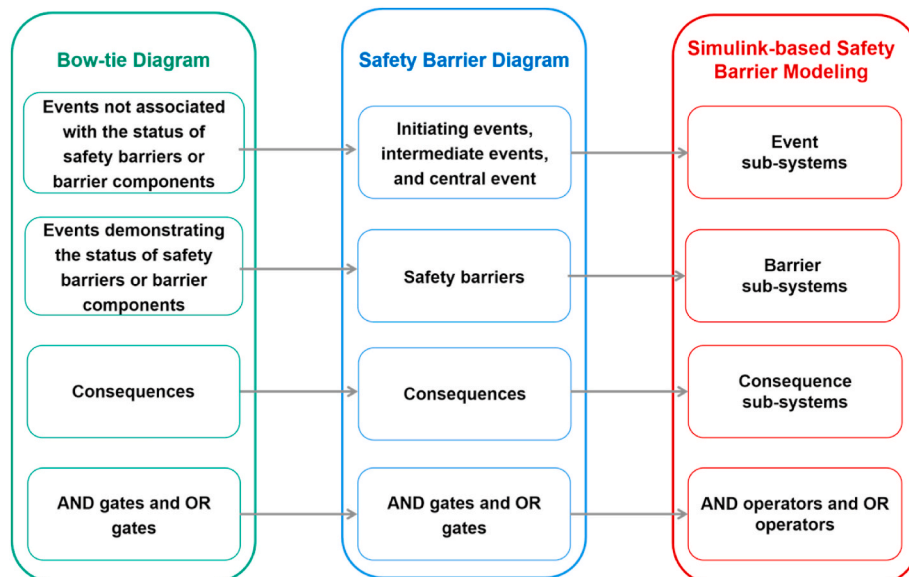 Bow-tie Diagram
Events not associated
with the status of
safety barriers or
barrier components
Events demonstrating
the status of safety
barriers or barrier
components
Consequences
AND gates and OR
gates
Safety Barrier Diagram
Initiating events,
intermediate events,
and central event
Safety barriers
Consequences
AND gates and OR
gates
Simulink-based Safety
Barrier Modeling
Event
sub-systems
Barrier
sub-systems
Consequence
sub-systems
AND operators and OR
operators